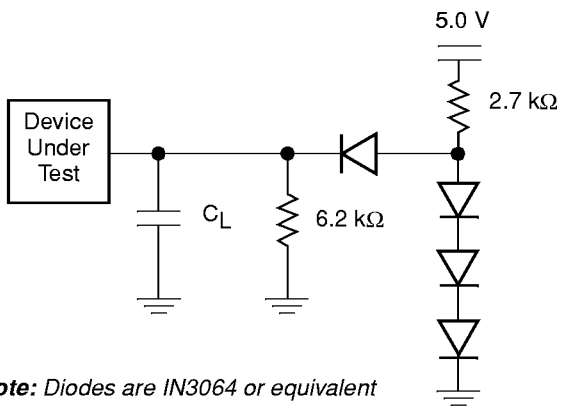 5.0 V
2.7 kΩ
Device
Under
Test
CL
6.2 kΩ
ote: Diodes are IN3064 or equivalent